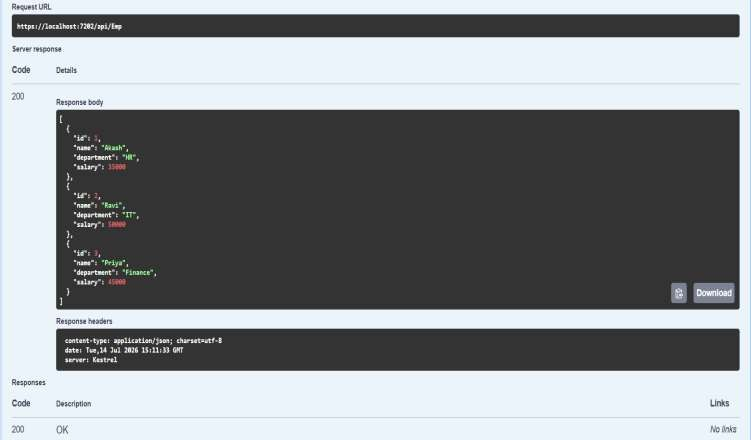 Request URL
https://localhost:7202/api/Emp
Server response
Code Details
200
Response body
[
{
"id": 1,
"name": "Akash",
"department": "HR",
"salary": 35000
},
{
"id": 2,
"name": "Ravi",
"department": "IT",
"salary": 50000
},
{
"id": 3,
"name": "Priya",
"department": "Finance",
"salary": 45000
}
]
Download
Response headers
content-type: application/json; charset=utf-8
date: Tue,14 Jul 2026 15:11:33 GMT
server: Kestrel
Responses
Code Description Links
200 OK No links